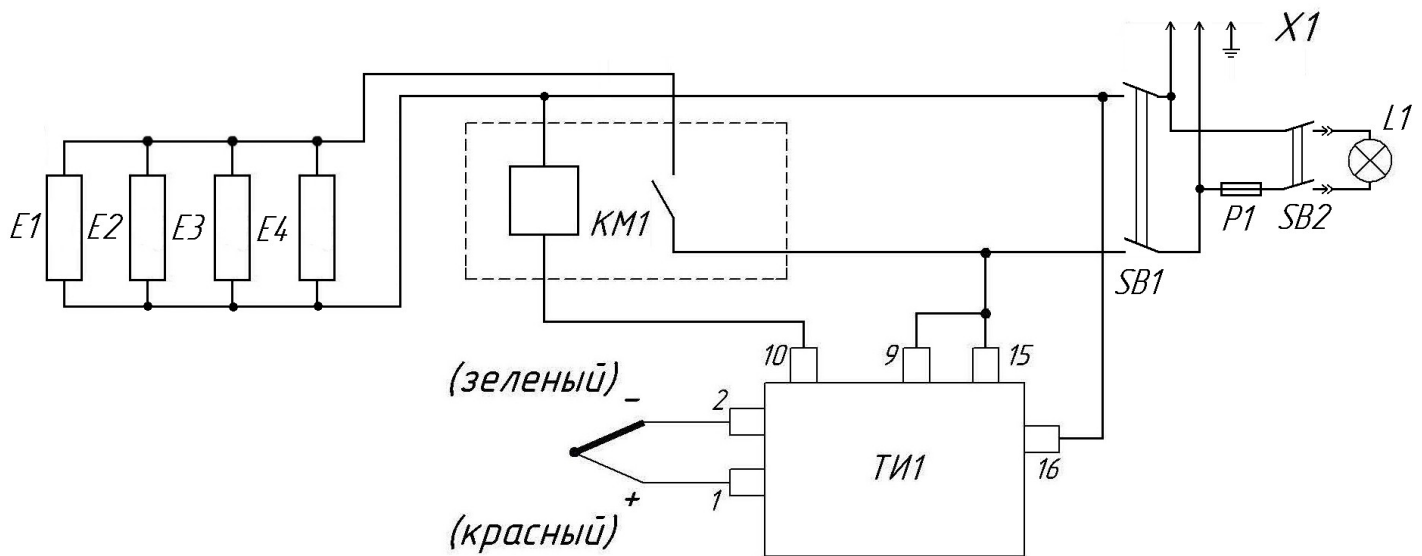 X1
L1
E1 E2 E3 E4
KM1
P1 SB2
SB1
10 9 15
(зеленый) -
2
ТИ1
16
1
+
(красный)